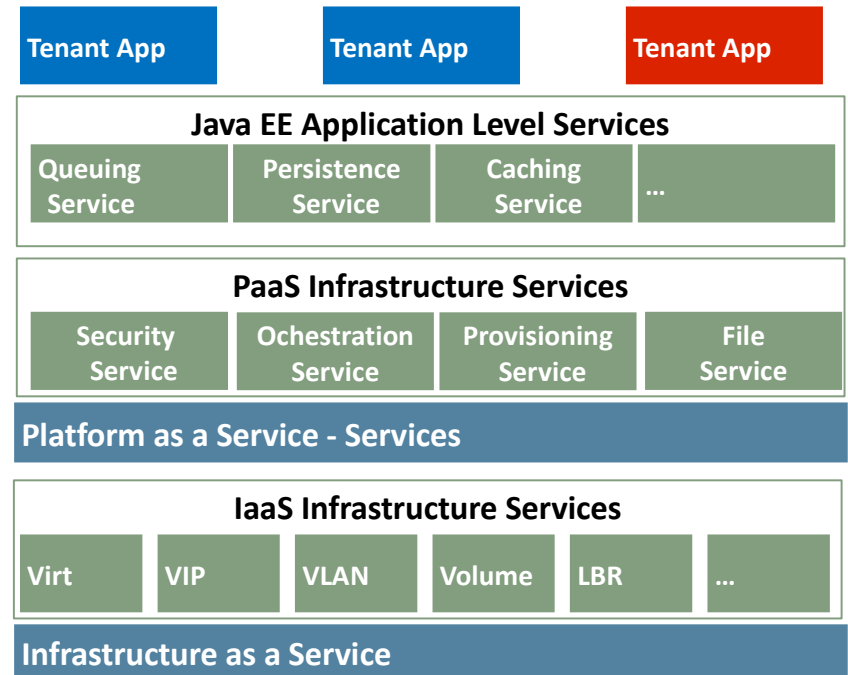 Tenant App
Tenant App
Tenant App
Java EE Application Level Services
Queuing
Service
Persistence
Service
Caching
Service
...
PaaS Infrastructure Services
Security
Service
Ochestration
Service
Provisioning
Service
File
Service
Platform as a Service - Services
IaaS Infrastructure Services
Virt
VIP
VLAN
Volume
LBR
...
Infrastructure as a Service